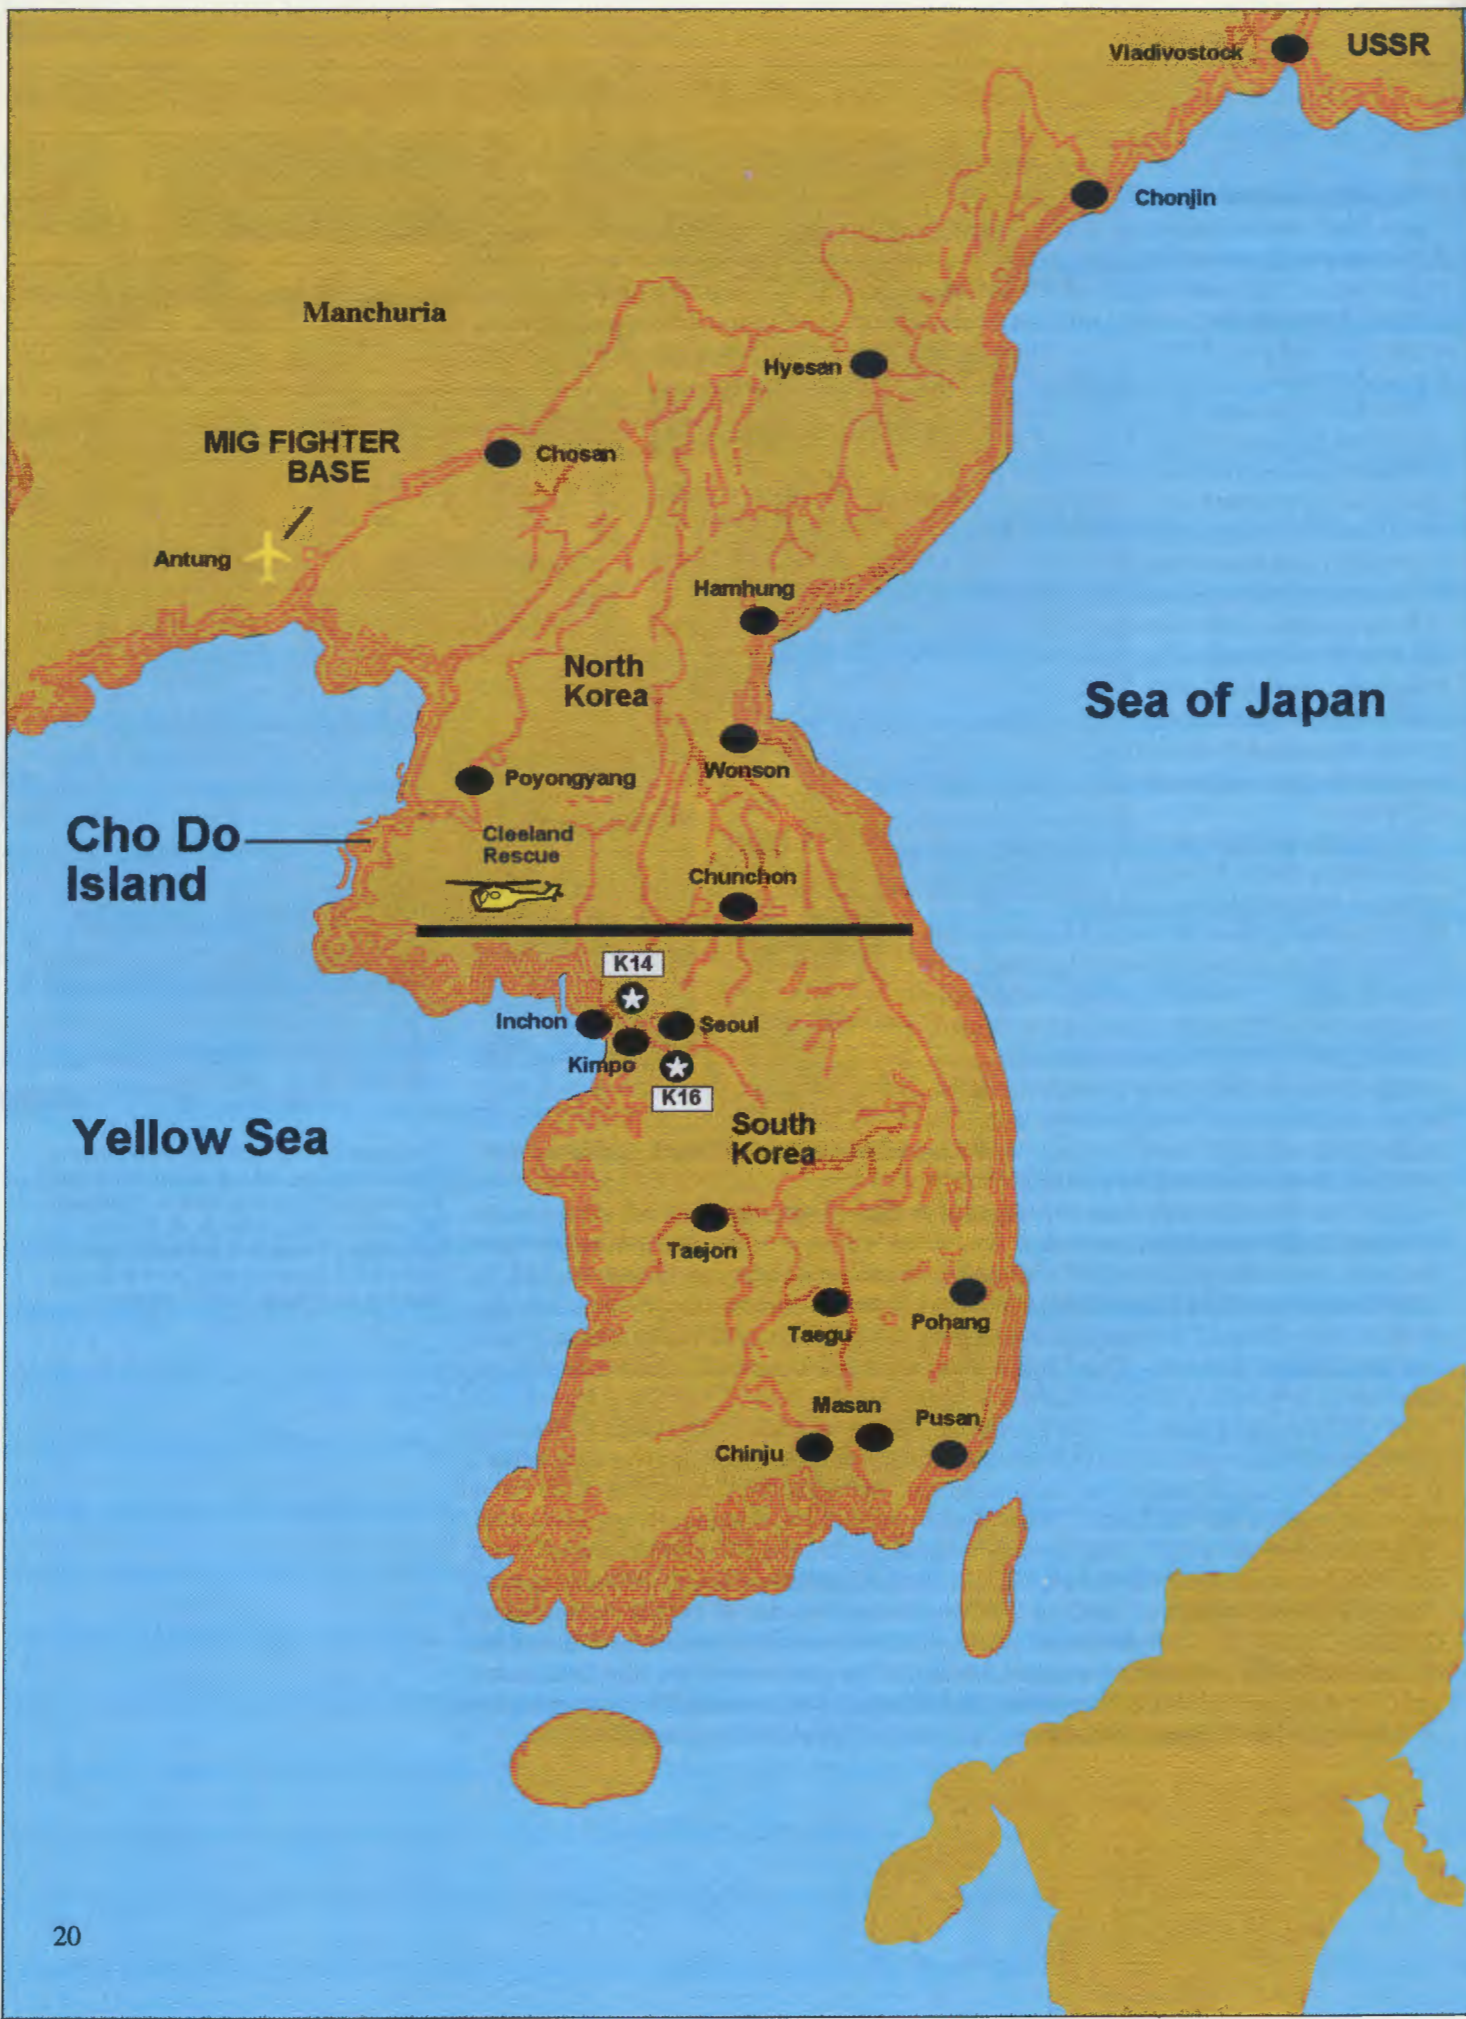 Vladivostock
USSR
Chonjin
Manchuria
Hyesan
MIG FIGHTER
BASE
Chosan
Antung
Hamhung
North
Korea
Sea of Japan
Wonson
Poyongyang
Cho Do
Island
Cleeland
Rescue
Chunchon
K14
Inchon
Seoul
Kimpo
K16
South
Korea
Yellow Sea
Taejon
Taegu
Pohang
Masan
Pusan
Chinju
20